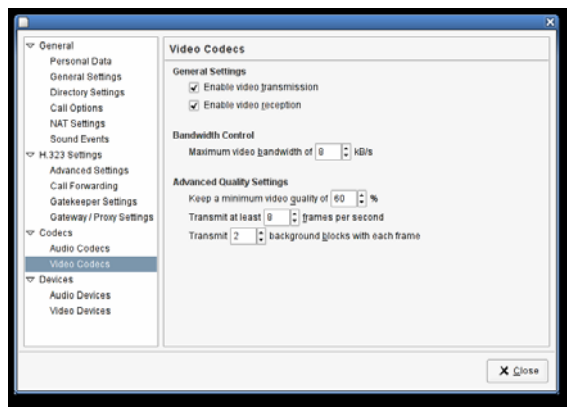 General
Personal Data
General Settings
Directory Settings
Call Options
NAT Settings
Sound Events
H.323 Settings
Advanced Settings
Call Forwarding
Gatekeeper Settings
Gateway / Proxy Settings
Codecs
Audio Codecs
Video Codecs
Devices
Audio Devices
Video Devices
Video Codecs
General Settings
Enable video transmission
Enable video reception
Bandwidth Control
Maximum video bandwidth of 8 kB/s
Advanced Quality Settings
Keep a minimum video quality of 60 %
Transmit at least 8 frames per second
Transmit 2 background blocks with each frame
Close